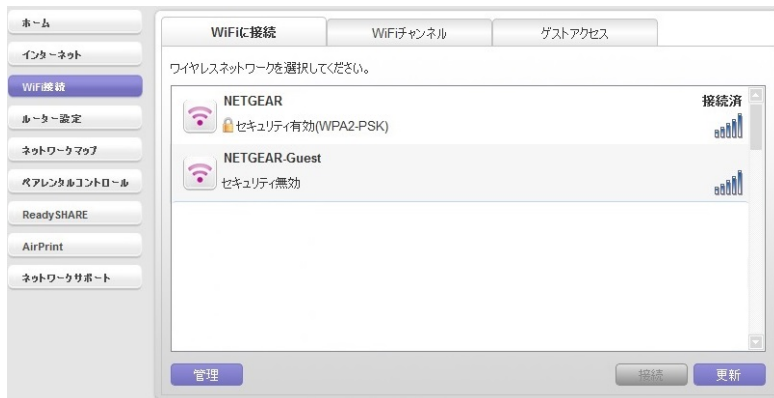 ホーム
インターネット
WiFi接続
ルーター設定
ネットワークマップ
ペアレンタルコントロール
ReadySHARE
AirPrint
ネットワークサポート
WiFiに接続
WiFiチャンネル
ゲストアクセス
ワイヤレスネットワークを選択してください。
NETGEAR
接続済
セキュリティ有効(WPA2-PSK)
NETGEAR-Guest
セキュリティ無効
管理
接続
更新